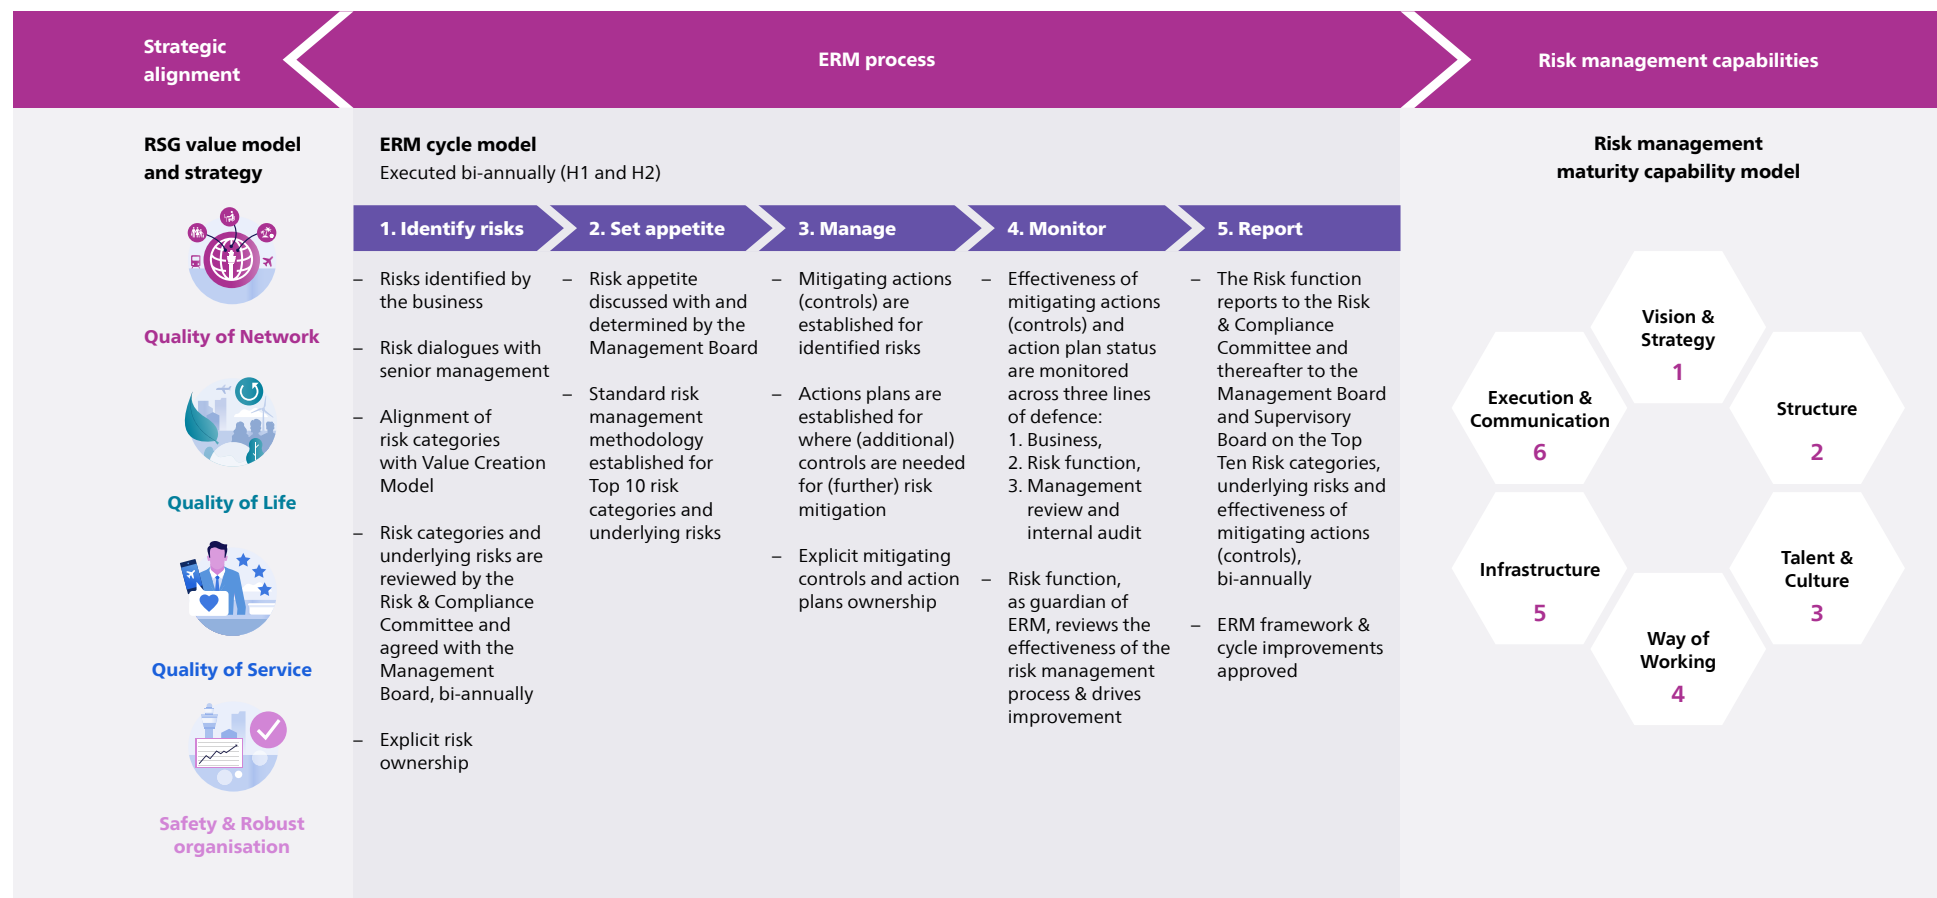 Strategic
alignment
ERM process
Risk management capabilities
RSG value model
and strategy
Quality of Network
Quality of Life
Quality of Service
Safety & Robust
organisation
ERM cycle model
Executed bi-annually (H1 and H2)
1. Identify risks
– Risks identified by
the business
– Risk dialogues with
senior management
– Alignment of
risk categories
with Value Creation
Model
– Risk categories and
underlying risks are
reviewed by the
Risk & Compliance
Committee and
agreed with the
Management
Board, bi-annually
– Explicit risk
ownership
2. Set appetite
– Risk appetite
discussed with and
determined by the
Management Board
– Standard risk
management
methodology
established for
Top 10 risk
categories and
underlying risks
3. Manage
– Mitigating actions
(controls) are
established for
identified risks
– Actions plans are
established for
where (additional)
controls are needed
for (further) risk
mitigation
– Explicit mitigating
controls and action
plans ownership
4. Monitor
– Effectiveness of
mitigating actions
(controls) and
action plan status
are monitored
across three lines
of defence:
1. Business,
2. Risk function,
3. Management
review and
internal audit
– Risk function,
as guardian of
ERM, reviews the
effectiveness of the
risk management
process & drives
improvement
5. Report
– The Risk function
reports to the Risk
& Compliance
Committee and
thereafter to the
Management Board
and Supervisory
Board on the Top
Ten Risk categories,
underlying risks and
effectiveness of
mitigating actions
(controls),
bi-annually
– ERM framework &
cycle improvements
approved
Risk management
maturity capability model
Vision &
Strategy
1
Structure
2
Talent &
Culture
3
Way of
Working
4
Infrastructure
5
Execution &
Communication
6